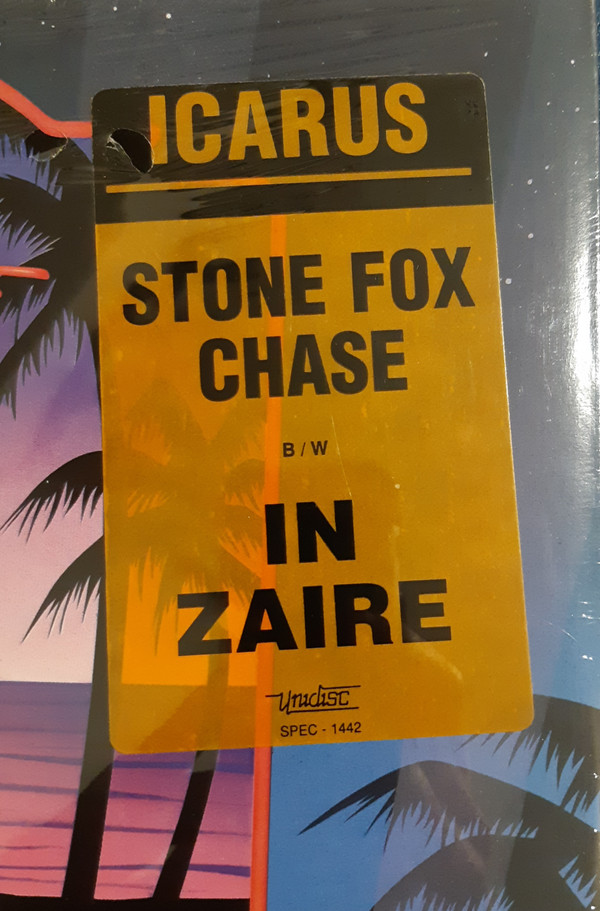 ICARUS
STONE FOX
CHASE
B/W
IN
ZAIRE
Unidisc
SPEC - 1442